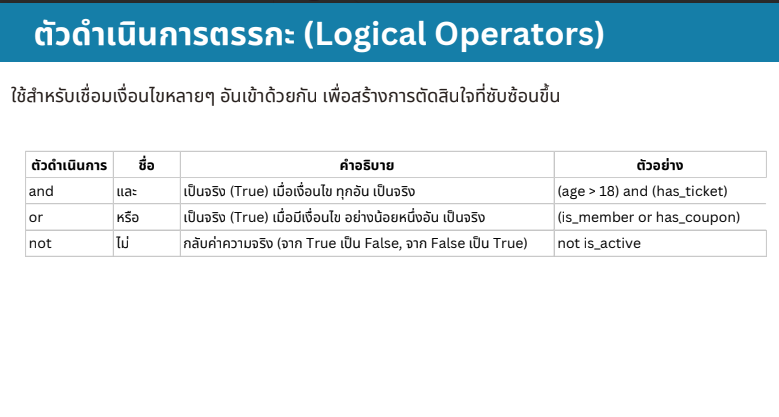 ตัวดำเนินการตรรกะ (Logical Operators)
ใช้สำหรับเชื่อมเงื่อนไขหลายๆ อันเข้าด้วยกัน เพื่อสร้างการตัดสินใจที่ซับซ้อนขึ้น
ตัวดำเนินการ ชื่อ คำอธิบาย ตัวอย่าง
and และ เป็นจริง (True) เมื่อเงื่อนไข ทุกอัน เป็นจริง (age > 18) and (has_ticket)
or หรือ เป็นจริง (True) เมื่อมีเงื่อนไข อย่างน้อยหนึ่งอัน เป็นจริง (is_member or has_coupon)
not ไม่ กลับค่าความจริง (จาก True เป็น False, จาก False เป็น True) not is_active